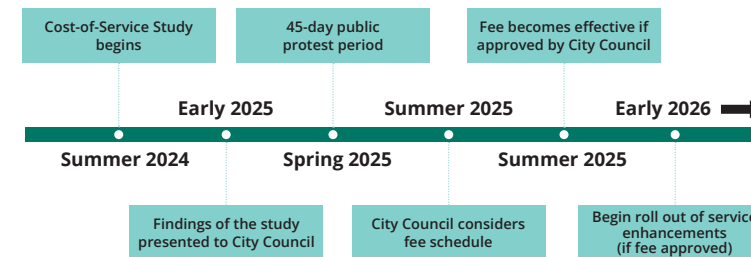 Cost-of-Service Study
begins
45-day public
protest period
Fee becomes effective if
approved by City Council
Early 2025
Summer 2025
Early 2026
Summer 2024
Spring 2025
Summer 2025
Findings of the study
presented to City Council
City Council considers
fee schedule
Begin roll out of service
enhancements
(if fee approved)